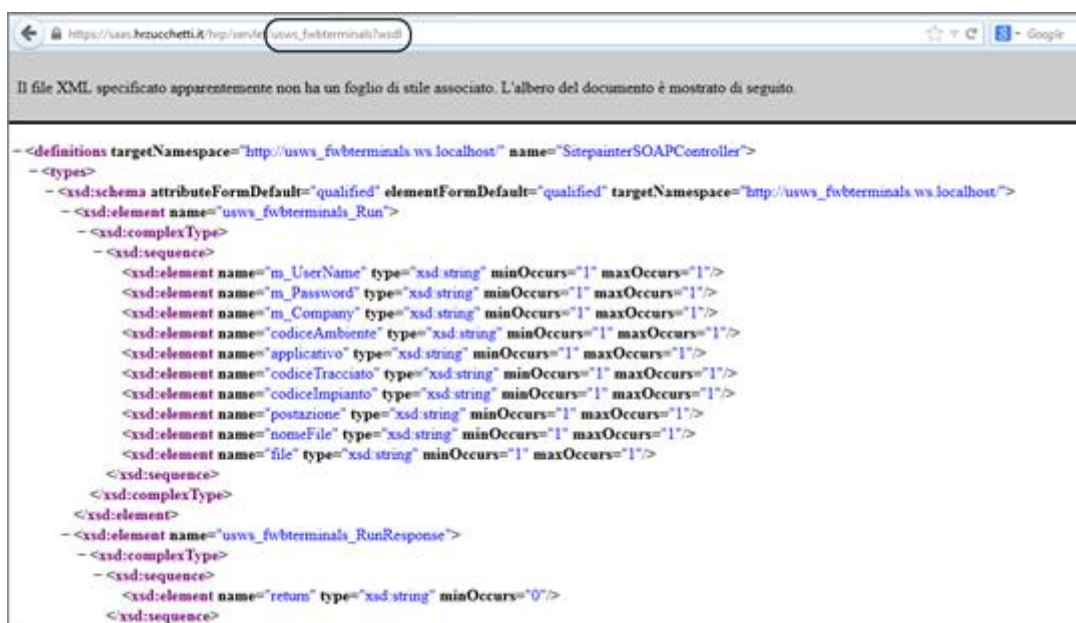 https://saas.hrzucchetti.it/hrp/servlet/usws_fwbterminals?wsdl
Google
Il file XML specificato apparentemente non ha un foglio di stile associato. L'albero del documento è mostrato di seguito.
- <definitions targetNamespace="http://usws_fwbterminals.ws.localhost/" name="SitepainterSOAPController">
- <types>
- <xsd:schema attributeFormDefault="qualified" elementFormDefault="qualified" targetNamespace="http://usws_fwbterminals.ws.localhost/">
- <xsd:element name="usws_fwbterminals_Run">
- <xsd:complexType>
- <xsd:sequence>
<xsd:element name="m_UserName" type="xsd:string" minOccurs="1" maxOccurs="1"/>
<xsd:element name="m_Password" type="xsd:string" minOccurs="1" maxOccurs="1"/>
<xsd:element name="m_Company" type="xsd:string" minOccurs="1" maxOccurs="1"/>
<xsd:element name="codiceAmbiente" type="xsd:string" minOccurs="1" maxOccurs="1"/>
<xsd:element name="applicativo" type="xsd:string" minOccurs="1" maxOccurs="1"/>
<xsd:element name="codiceTracciato" type="xsd:string" minOccurs="1" maxOccurs="1"/>
<xsd:element name="codiceImpianto" type="xsd:string" minOccurs="1" maxOccurs="1"/>
<xsd:element name="postazione" type="xsd:string" minOccurs="1" maxOccurs="1"/>
<xsd:element name="nomeFile" type="xsd:string" minOccurs="1" maxOccurs="1"/>
<xsd:element name="file" type="xsd:string" minOccurs="1" maxOccurs="1"/>
</xsd:sequence>
</xsd:complexType>
</xsd:element>
- <xsd:element name="usws_fwbterminals_RunResponse">
- <xsd:complexType>
- <xsd:sequence>
<xsd:element name="return" type="xsd:string" minOccurs="0"/>
</xsd:sequence>